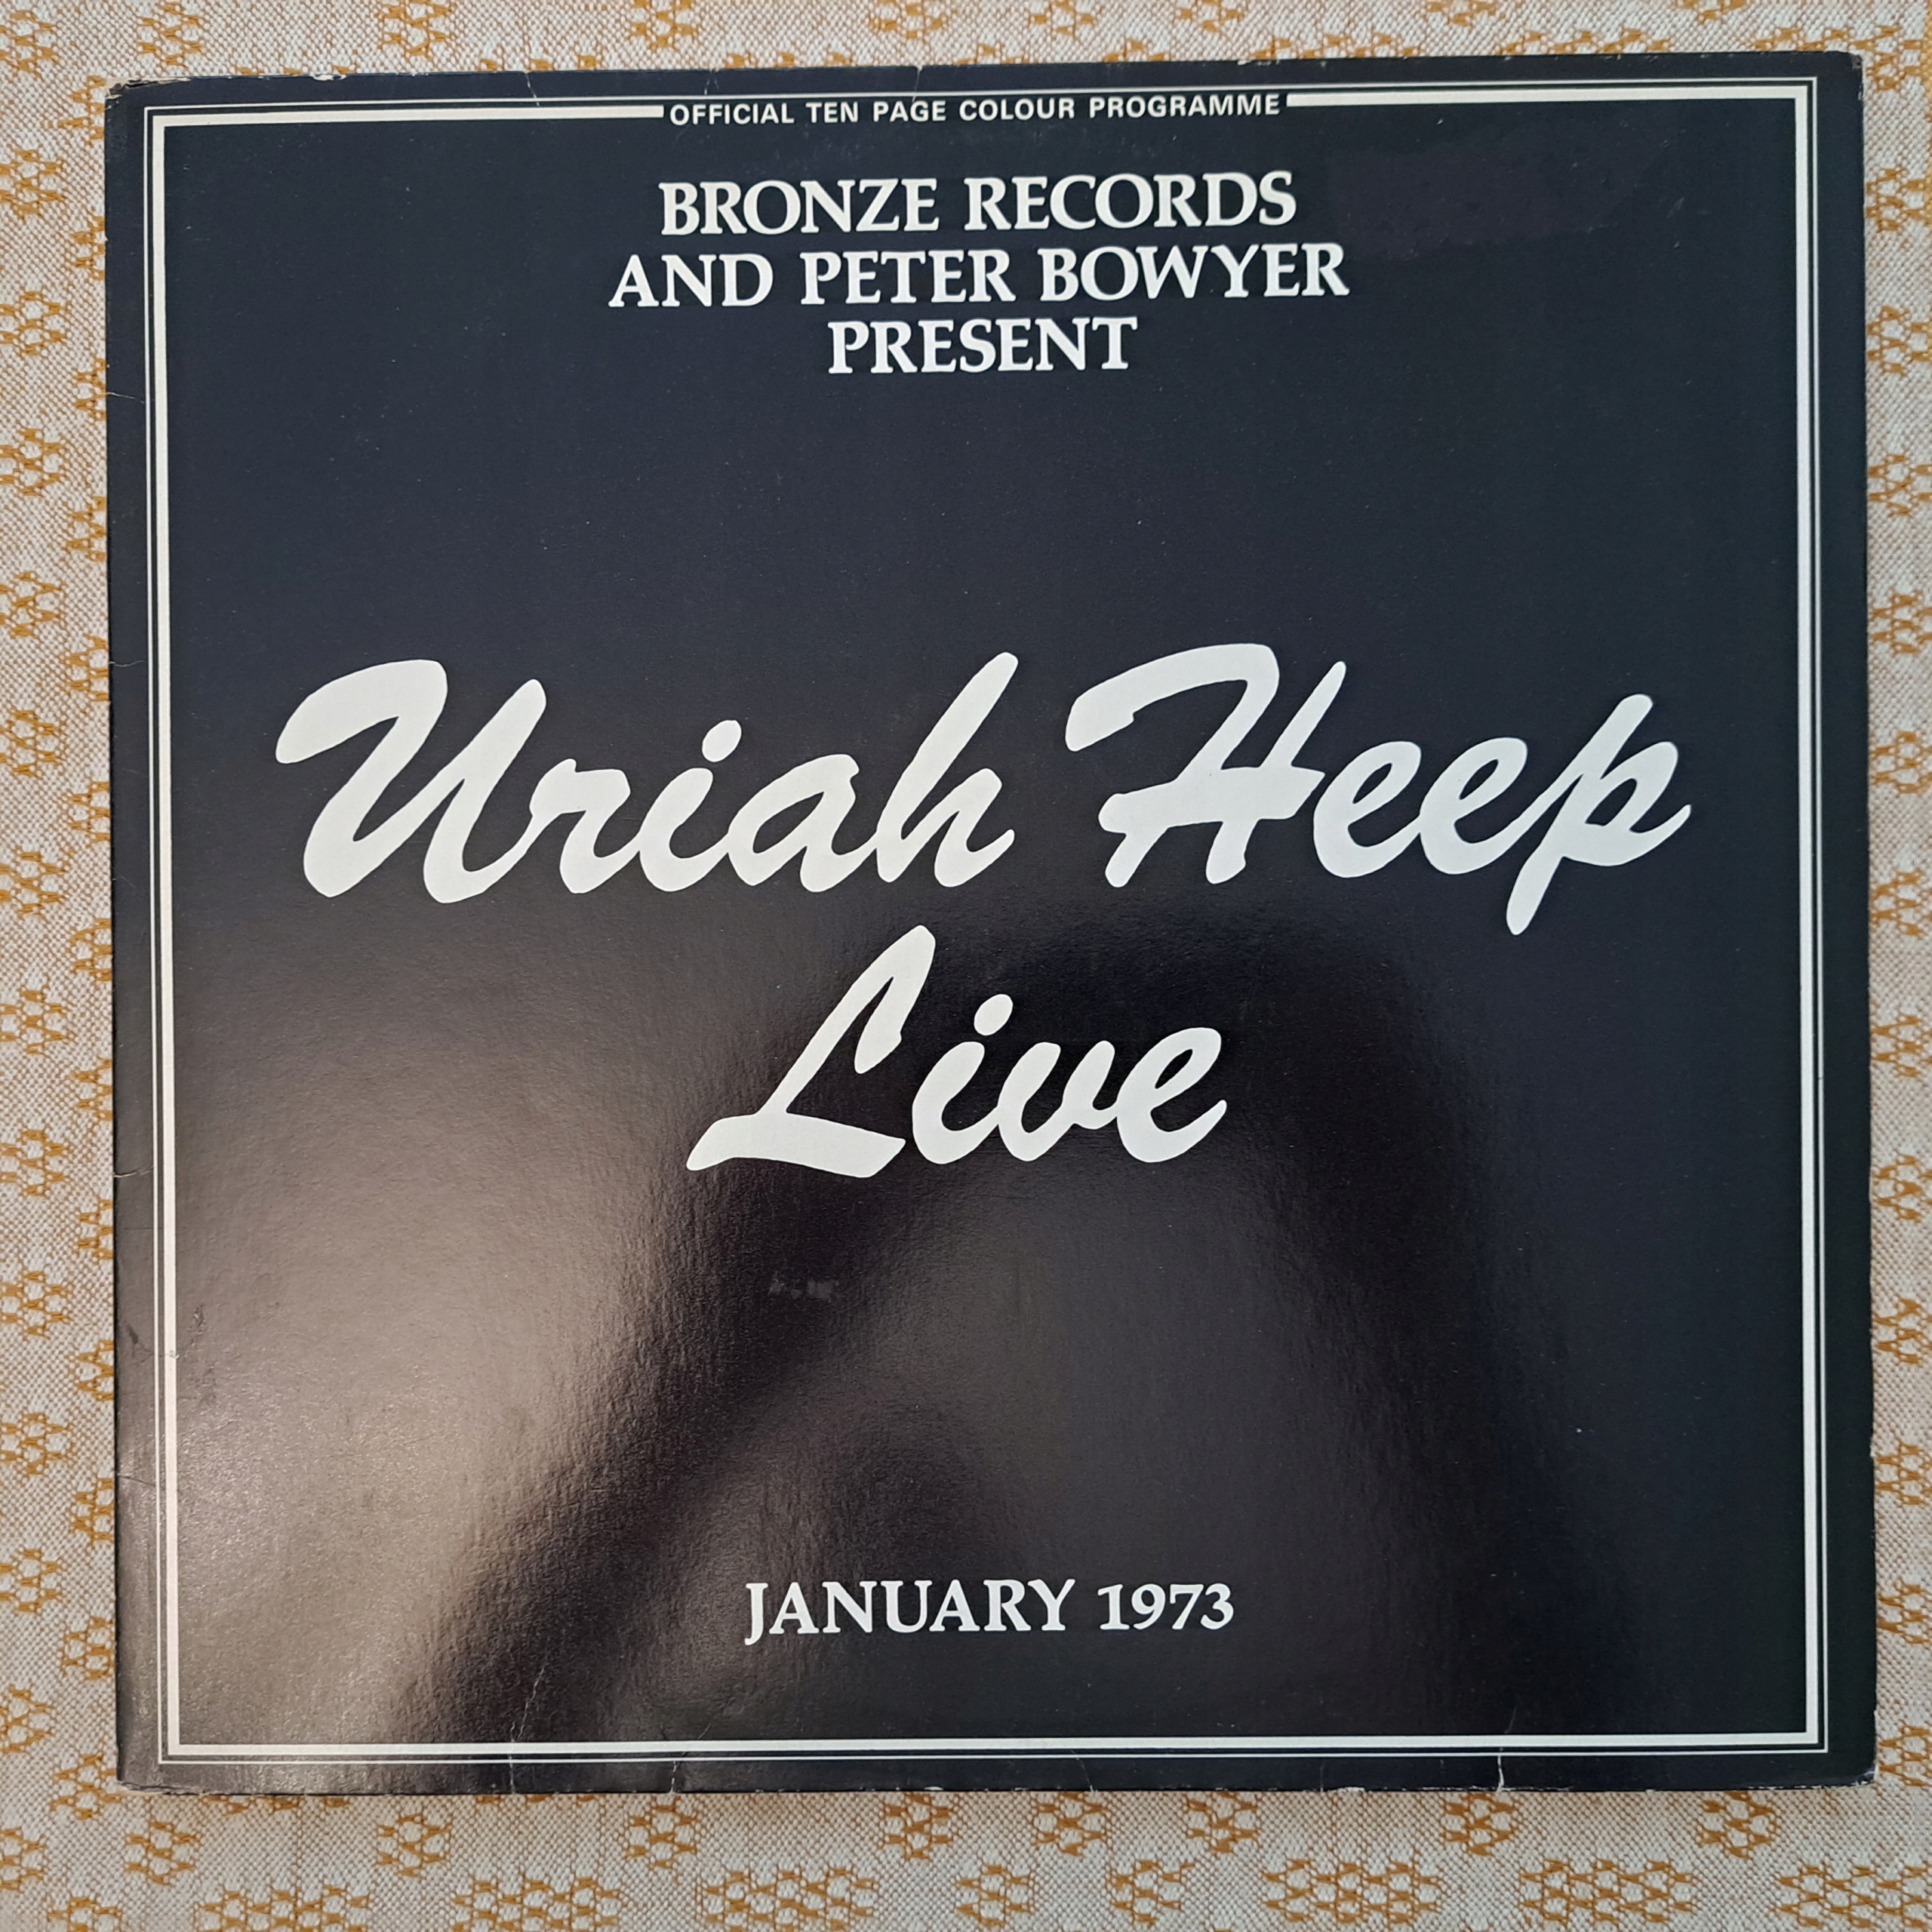 OFFICIAL TEN PAGE COLOUR PROGRAMME
BRONZE RECORDS
AND PETER BOWYER
PRESENT
Uriah Heep
Live
JANUARY 1973